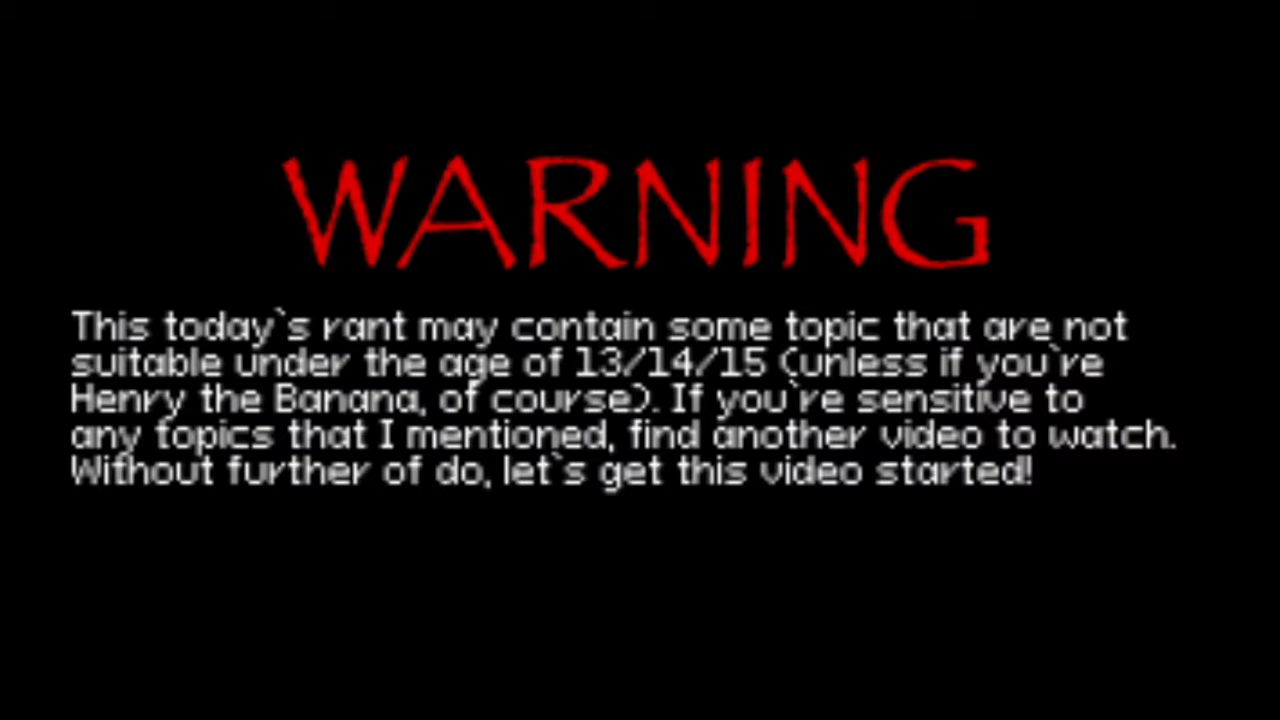 WARNING
This today`s rant may contain some topic that are not
suitable under the age of 13/14/15 (unless if you`re
Henry the Banana, of course). If you`re sensitive to
any topics that I mentioned, find another video to watch.
Without further of do, let`s get this video started!